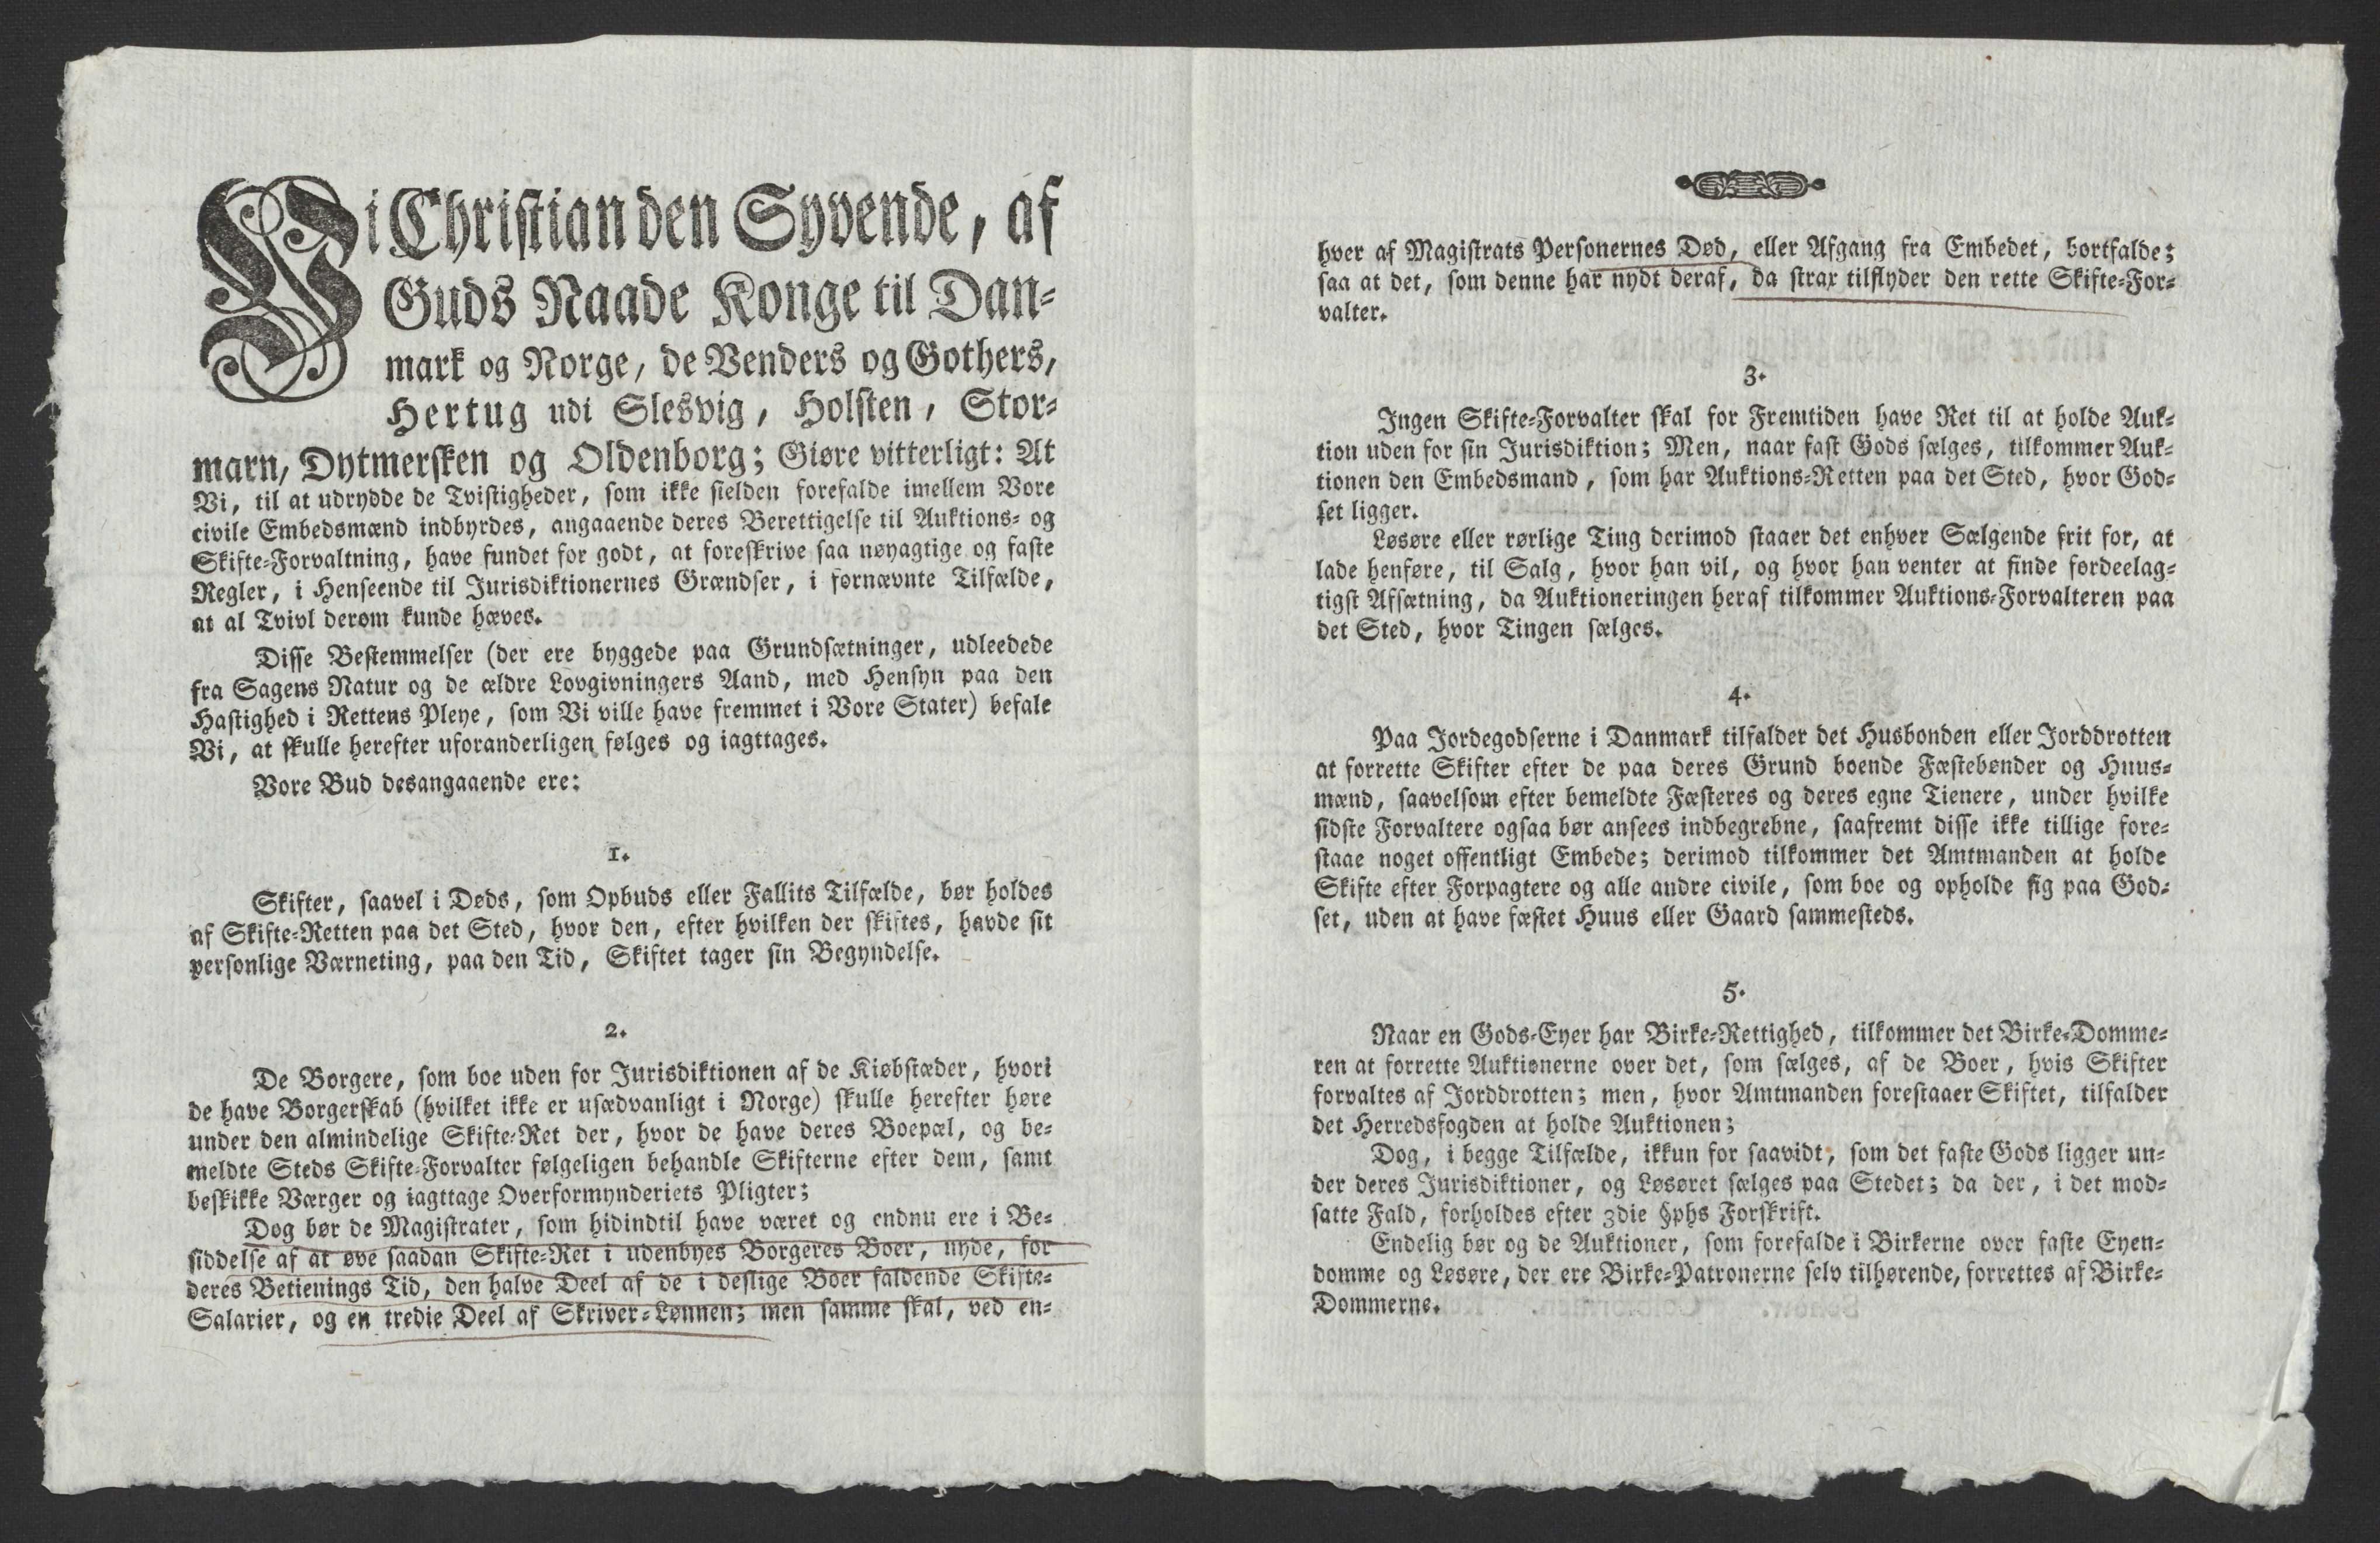 Vi Christian den Syvende, af
Guds Naade Konge til Dan-
mark og Norge, de Venders og Gothers,
Hertug udi Slesvig, Holsten, Stor-
marn, Dytmersken og Oldenborg; Giøre vitterligt: At
Vi, til at udrydde de Tvistigheder, som ikke sielden forefalde imellem Vore
civile Embedsmænd indbyrdes, angaaende deres Berettigelse til Auktions- og
Skifte-Forvaltning, have fundet for godt, at foreskrive saa nøyagtige og faste
Regler, i Henseende til Jurisdiktionernes Grændser, i førnævnte Tilfælde,
at al Tvivl derom kunde hæves.
Disse Bestemmelser (der ere byggede paa Grundsætninger, udleedede
fra Sagens Natur og de ældre Lovgivningers Aand, med Hensyn paa den
Hastighed i Rettens Pleye, som Vi ville have fremmet i Vore Stater) befale
Vi, at skulle herefter uforanderligen følges og iagttages.
Vore Bud desangaaende ere:
1.
Skifter, saavel i Døds, som Opbuds eller Fallits Tilfælde, bør holdes
af Skifte-Retten paa det Sted, hvor den, efter hvilken der skiftes, havde sit
personlige Værneting, paa den Tid, Skiftet tager sin Begyndelse.
2.
De Borgere, som boe uden for Jurisdiktionen af de Kiøbstæder, hvori
de have Borgerskab (hvilket ikke er usædvanligt i Norge) skulle herefter høre
under den almindelige Skifte-Ret der, hvor de have deres Boepæl, og be-
meldte Steds Skifte-Forvalter følgeligen behandle Skifterne efter dem, samt
beskikke Værger og iagttage Overformynderiets Pligter;
Dog bør de Magistrater, som hidindtil have været og endnu ere i Be-
siddelse af at øve saadan Skifte-Ret i udenbyes Borgeres Boer, nyde, for
deres Betienings Tid, den halve Deel af de i deslige Boer faldende Skifte-
Salarier, og en tredie Deel af Skriver-Lønnen; men samme skal, ved en-
hver af Magistrats Personernes Død, eller Afgang fra Embedet, bortfalde;
saa at det, som denne har nydt deraf, da strax tilflyder den rette Skifte-For-
valter.
3.
Ingen Skifte-Forvalter skal for Fremtiden have Ret til at holde Auk-
tion uden for sin Jurisdiktion; Men, naar fast Gods sælges, tilkommer Auk-
tionen den Embedsmand, som har Auktions-Retten paa det Sted, hvor God-
set ligger.
Løsøre eller rørlige Ting derimod staaer det enhver Sælgende frit for, at
lade henføre, til Salg, hvor han vil, og hvor han venter at finde fordeelag-
tigst Afsætning, da Auktioneringen heraf tilkommer Auktions-Forvalteren paa
det Sted, hvor Tingen sælges.
4.
Paa Jordegodserne i Danmark tilfalder det Husbonden eller Jorddrotten
at forrette Skifter efter de paa deres Grund boende Fæstebønder og Huus-
mænd, saavelsom efter bemeldte Fæsteres og deres egne Tienere, under hvilke
sidste Forvaltere ogsaa bør ansees indbegrebne, saafremt disse ikke tillige fore-
staae noget offentligt Embede; derimod tilkommer det Amtmanden at holde
Skifte efter Forpagtere og alle andre civile, som boe og opholde sig paa God-
set, uden at have fæstet Huus eller Gaard sammesteds.
5.
Naar en Gods-Eyer har Birke-Rettighed, tilkommer det Birke-Domme-
ren at forrette Auktionerne over det, som sælges, af de Boer, hvis Skifter
forvaltes af Jorddrotten; men, hvor Amtmanden forestaaer Skiftet, tilfalder
det Herredsfogden at holde Auktionen;
Dog, i begge Tilfælde, ikkun for saavidt, som det faste Gods ligger un-
der deres Jurisdiktioner, og Løsøret sælges paa Stedet; da der, i det mod-
satte Fald, forholdes efter 3die §phs Forskrift.
Endelig bør og de Auktioner, som forefalde i Birkerne over faste Eyen-
domme og Løsøre, der ere Birke-Patronerne selv tilhørende, forrettes af Birke-
Dommerne.